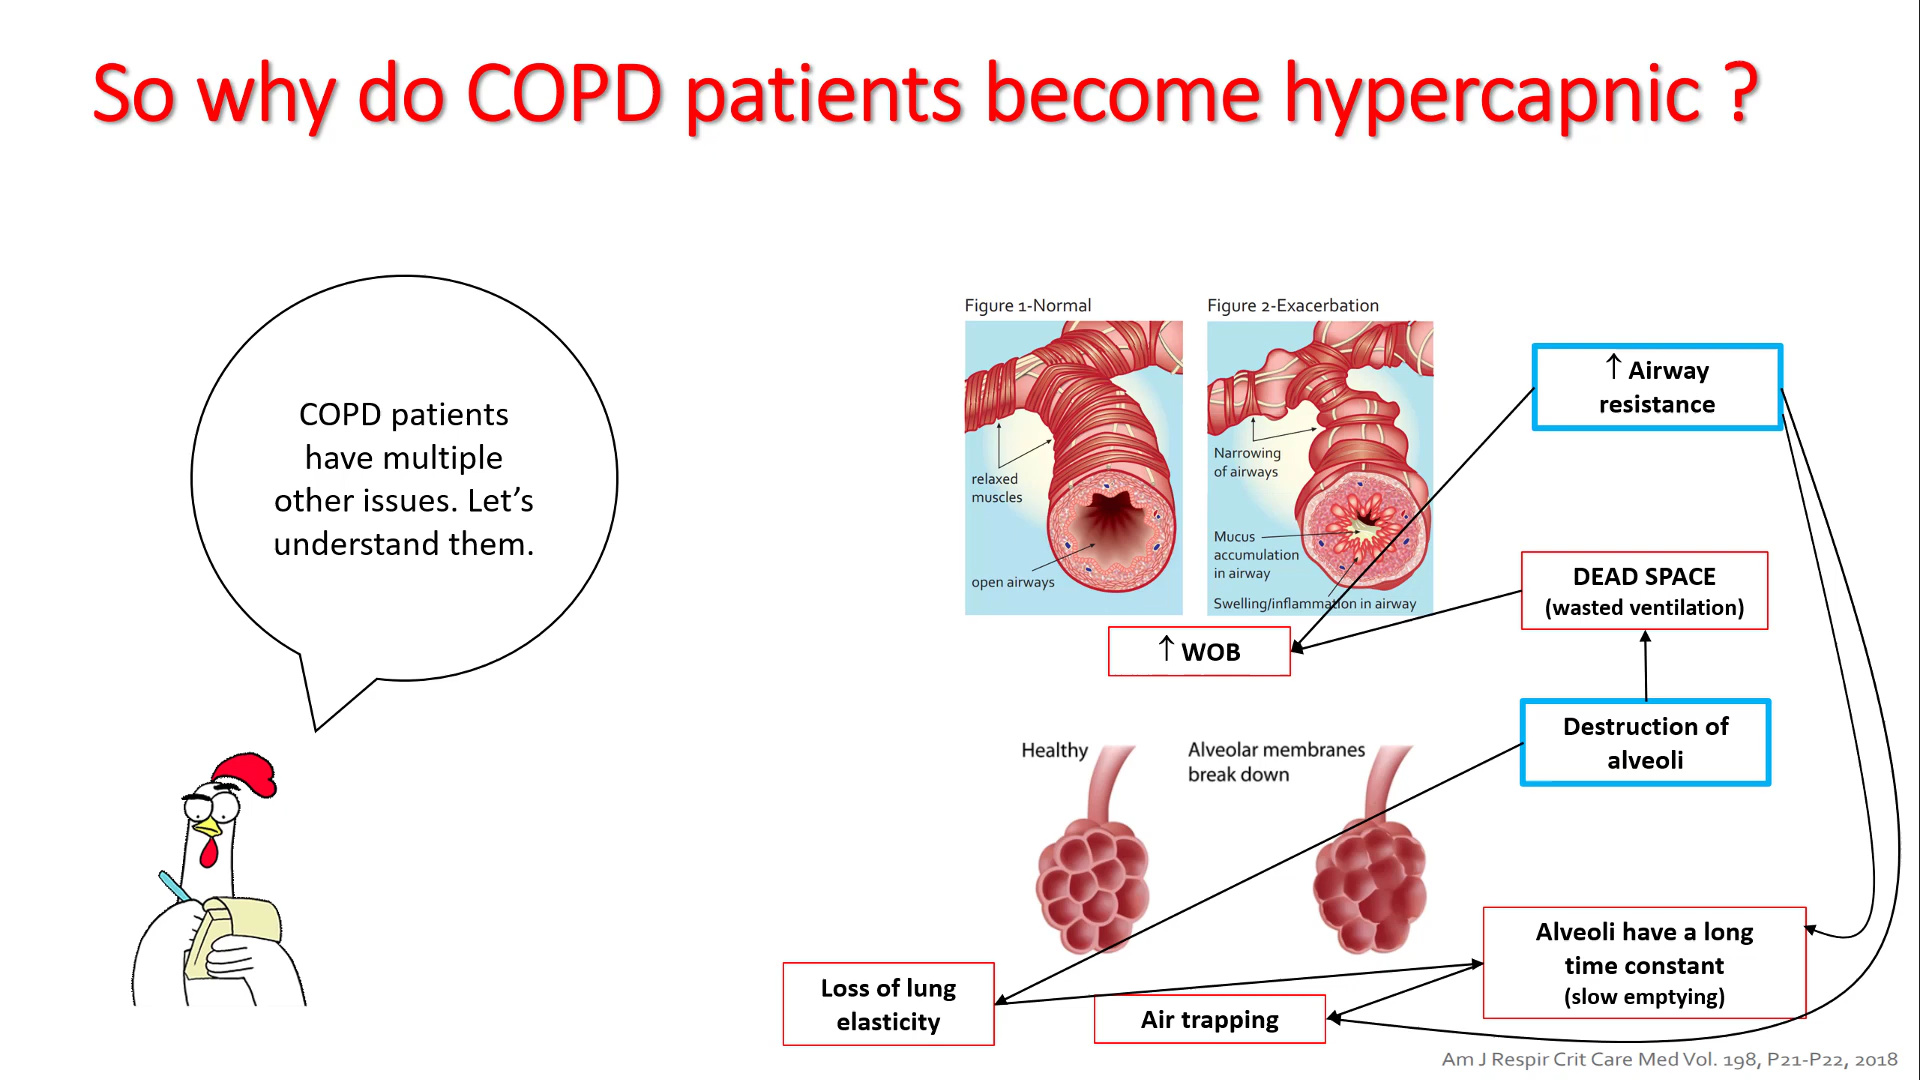 So why do COPD patients become hypercapnic ?
COPD patients
have multiple
other issues. Let's
understand them.
Figure 1-Normal
relaxed
muscles
open airways
Figure 2-Exacerbation
Narrowing
of airways
Mucus
accumulation
in airway
Swelling/inflammation in airway
↑ Airway
resistance
DEAD SPACE
(wasted ventilation)
↑ WOB
Destruction of
alveoli
Healthy
Alveolar membranes
break down
Alveoli have a long
time constant
(slow emptying)
Loss of lung
elasticity
Air trapping
Am J Respir Crit Care Med Vol. 198, P21-P22, 2018